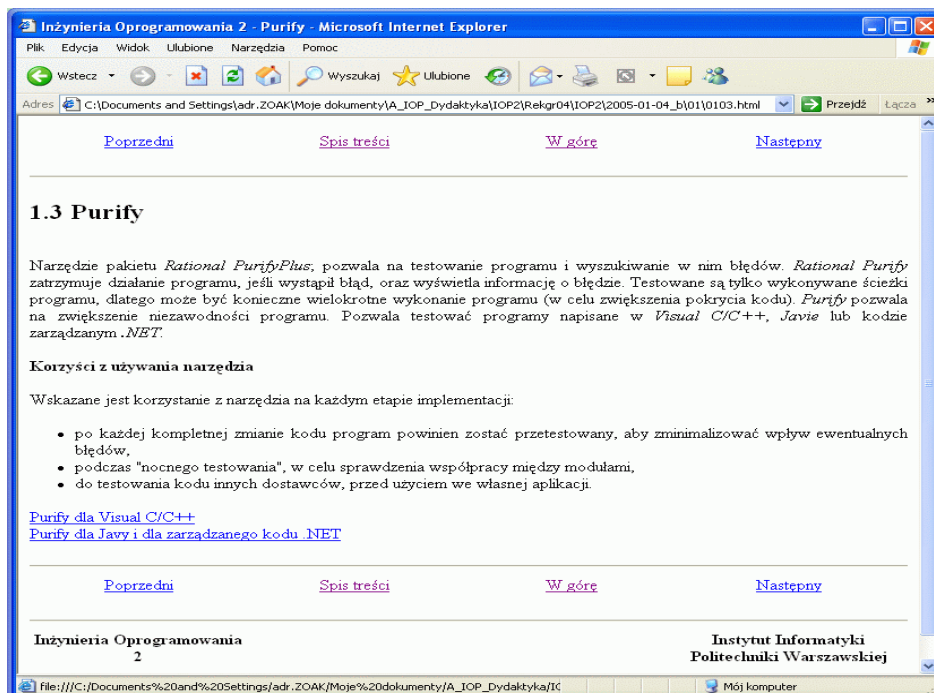 Inżynieria Oprogramowania 2 - Purify - Microsoft Internet Explorer
Plik Edycja Widok Ulubione Narzędzia Pomoc
Wstecz Wyszukaj Ulubione
Adres C:\Documents and Settings\adr.ZOAK\Moje dokumenty\A_IOP_Dydaktyka\IOP2\Rekgr04\IOP2\2005-01-04_b\01\0103.html Przejdź Łącza »
Poprzedni Spis treści W górę Następny
1.3 Purify
Narzędzie pakietu Rational PurifyPlus, pozwala na testowanie programu i wyszukiwanie w nim błędów. Rational Purify
zatrzymuje działanie programu, jeśli wystąpił błąd, oraz wyświetla informację o błędzie. Testowane są tylko wykonywane ścieżki
programu, dlatego może być konieczne wielokrotne wykonanie programu (w celu zwiększenia pokrycia kodu). Purify pozwala
na zwiększenie niezawodności programu. Pozwala testować programy napisane w Visual C/C++, Javie lub kodzie
zarządzanym .NET.
Korzyści z używania narzędzia
Wskazane jest korzystanie z narzędzia na każdym etapie implementacji:
• po każdej kompletnej zmianie kodu program powinien zostać przetestowany, aby zminimalizować wpływ ewentualnych
błędów,
• podczas "nocnego testowania", w celu sprawdzenia współpracy między modułami,
• do testowania kodu innych dostawców, przed użyciem we własnej aplikacji.
Purify dla Visual C/C++
Purify dla Javy i dla zarządzanego kodu .NET
Poprzedni Spis treści W górę Następny
Inżynieria Oprogramowania Instytut Informatyki
2 Politechniki Warszawskiej
file:///C:/Documents%20and%20Settings/adr.ZOAK/Moje%20dokumenty/A_IOP_Dydaktyka/IO Mój komputer